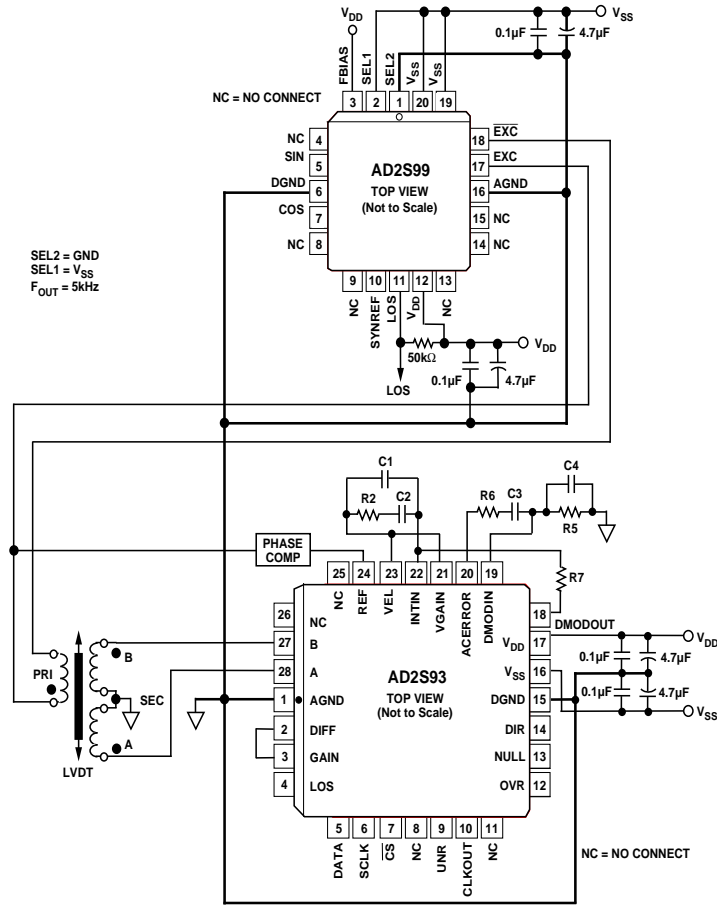 VDD
VSS
0.1µF
4.7µF
FBIAS
SEL1
SEL2
VSS
VSS
NC = NO CONNECT
3
2
1
20
19
NC
4
SIN
5
DGND
6
COS
7
NC
8
AD2S99
TOP VIEW
(Not to Scale)
18
EXC
17
EXC
16
AGND
15
NC
14
NC
9
10
11
12
13
NC
SYNREF
LOS
VDD
NC
SEL2 = GND
SEL1 = VSS
FOUT = 5kHz
50kΩ
VDD
0.1µF
4.7µF
LOS
C1
R2
C2
R6
C3
C4
R5
R7
PHASE
COMP
25
24
23
22
21
20
19
NC
REF
VEL
INTIN
VGAIN
ACERROR
DMODIN
26
NC
27
B
28
A
1
AGND
2
DIFF
3
GAIN
4
LOS
AD2S93
TOP VIEW
(Not to Scale)
18
DMODOUT
VDD
17
VSS
16
DGND
15
DIR
14
NULL
13
OVR
12
VDD
0.1µF
4.7µF
0.1µF
4.7µF
VSS
PRI
B
SEC
A
LVDT
5
6
7
8
9
10
11
DATA
SCLK
CS
NC
UNR
CLKOUT
NC
NC = NO CONNECT